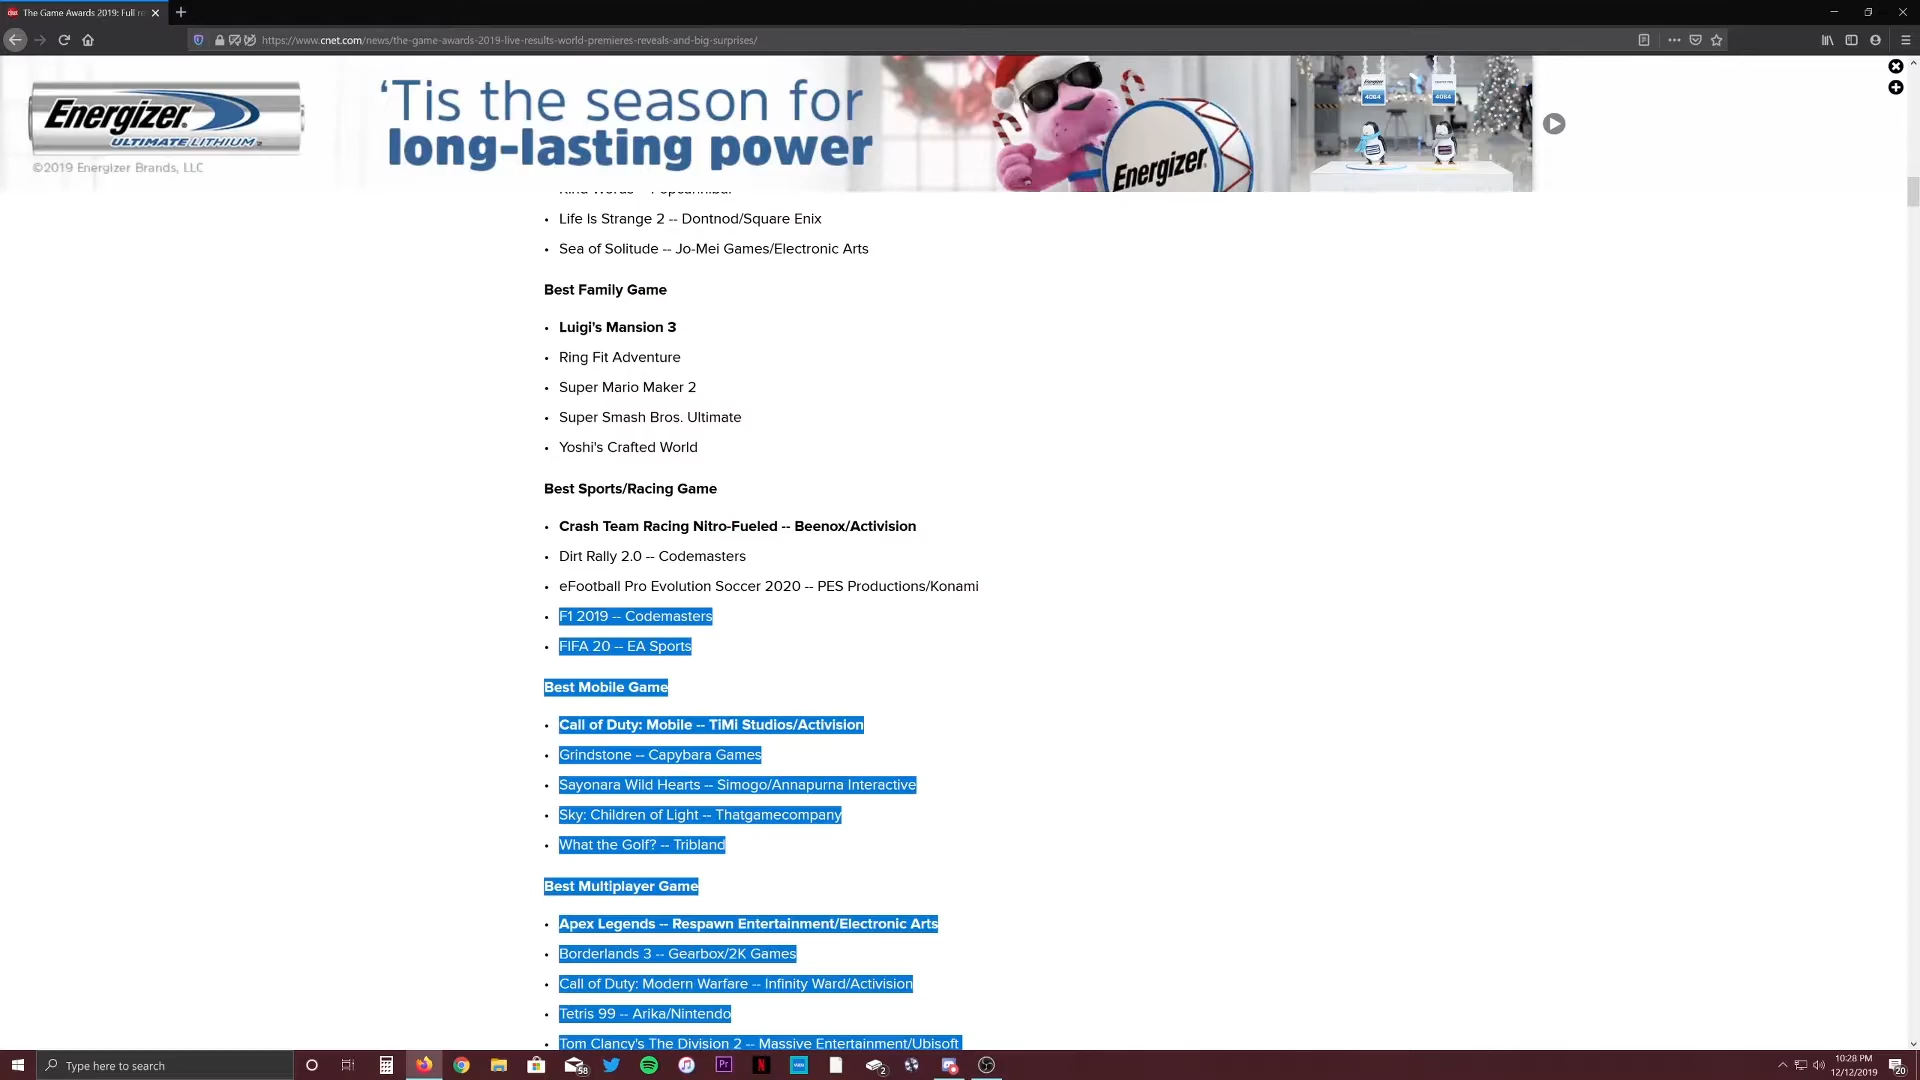 The Game Awards 2019: Full re
https://www.cnet.com/news/the-game-awards-2019-live-results-world-premieres-reveals-and-big-surprises/
Energizer
ULTIMATE LITHIUM
©2019 Energizer Brands, LLC
‘Tis the season for
long-lasting power
Energizer
4064
4064
Life Is Strange 2 -- Dontnod/Square Enix
Sea of Solitude -- Jo-Mei Games/Electronic Arts
Best Family Game
Luigi's Mansion 3
Ring Fit Adventure
Super Mario Maker 2
Super Smash Bros. Ultimate
Yoshi's Crafted World
Best Sports/Racing Game
Crash Team Racing Nitro-Fueled -- Beenox/Activision
Dirt Rally 2.0 -- Codemasters
eFootball Pro Evolution Soccer 2020 -- PES Productions/Konami
F1 2019 -- Codemasters
FIFA 20 -- EA Sports
Best Mobile Game
Call of Duty: Mobile -- TiMi Studios/Activision
Grindstone -- Capybara Games
Sayonara Wild Hearts -- Simogo/Annapurna Interactive
Sky: Children of Light -- Thatgamecompany
What the Golf? -- Tribland
Best Multiplayer Game
Apex Legends -- Respawn Entertainment/Electronic Arts
Borderlands 3 -- Gearbox/2K Games
Call of Duty: Modern Warfare -- Infinity Ward/Activision
Tetris 99 -- Arika/Nintendo
Tom Clancy's The Division 2 -- Massive Entertainment/Ubisoft
Type here to search
58
Pr
N
2
10:28 PM
12/12/2019
20